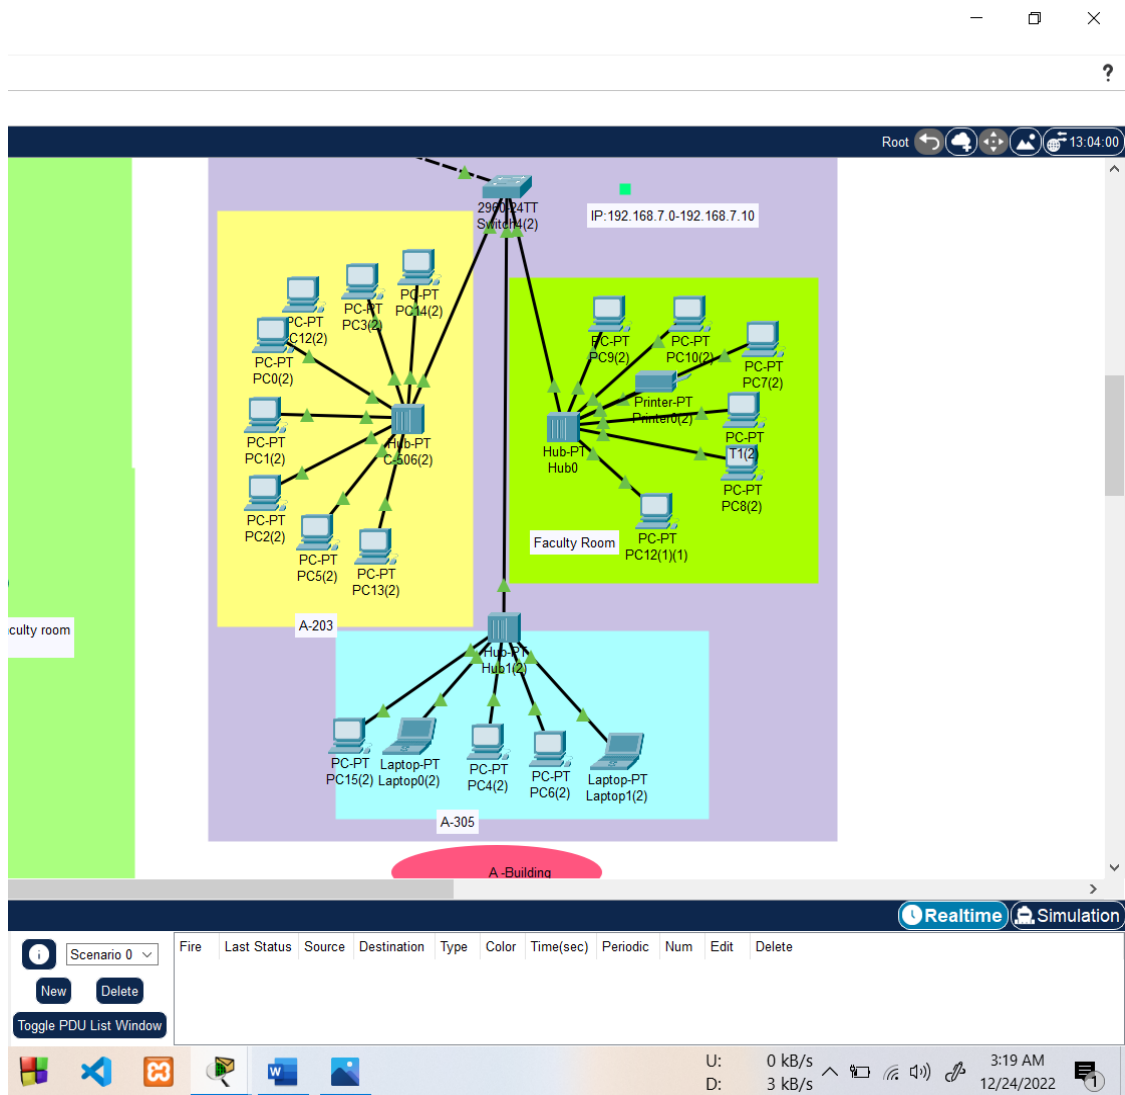 ?
Root
13:04:00
2960-24TT
Switch4(2)
IP:192.168.7.0-192.168.7.10
PC-PT
PC14(2)
PC-PT
PC3(2)
PC-PT
PC12(2)
PC-PT
PC0(2)
PC-PT
PC1(2)
PC-PT
PC2(2)
PC-PT
PC5(2)
PC-PT
PC13(2)
Hub-PT
C-506(2)
A-203
PC-PT
PC9(2)
PC-PT
PC10(2)
PC-PT
PC7(2)
Printer-PT
Printer0(2)
PC-PT
T1(2)
PC-PT
PC8(2)
Hub-PT
Hub0
Faculty Room
PC-PT
PC12(1)(1)
culty room
Hub-PT
Hub1(2)
PC-PT
PC15(2)
Laptop-PT
Laptop0(2)
PC-PT
PC4(2)
PC-PT
PC6(2)
Laptop-PT
Laptop1(2)
A-305
A -Building
Realtime
Simulation
Scenario 0
New
Delete
Toggle PDU List Window
Fire Last Status Source Destination Type Color Time(sec) Periodic Num Edit Delete
U: 0 kB/s
D: 3 kB/s
3:19 AM
12/24/2022
1